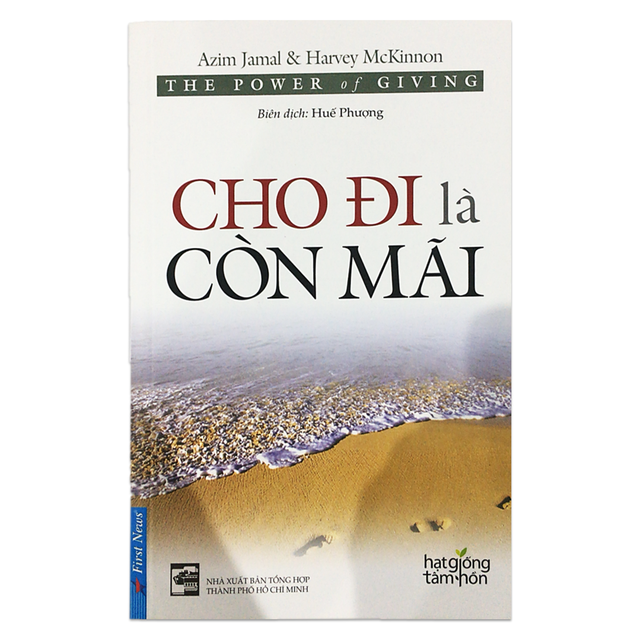 Azim Jamal & Harvey McKinnon
THE POWER of GIVING
Biên dịch: Huế Phượng
CHO ĐI là
CÒN MÃI
First News
NHÀ XUẤT BẢN TỔNG HỢP
THÀNH PHỐ HỒ CHÍ MINH
hạt giống
tâm hồn